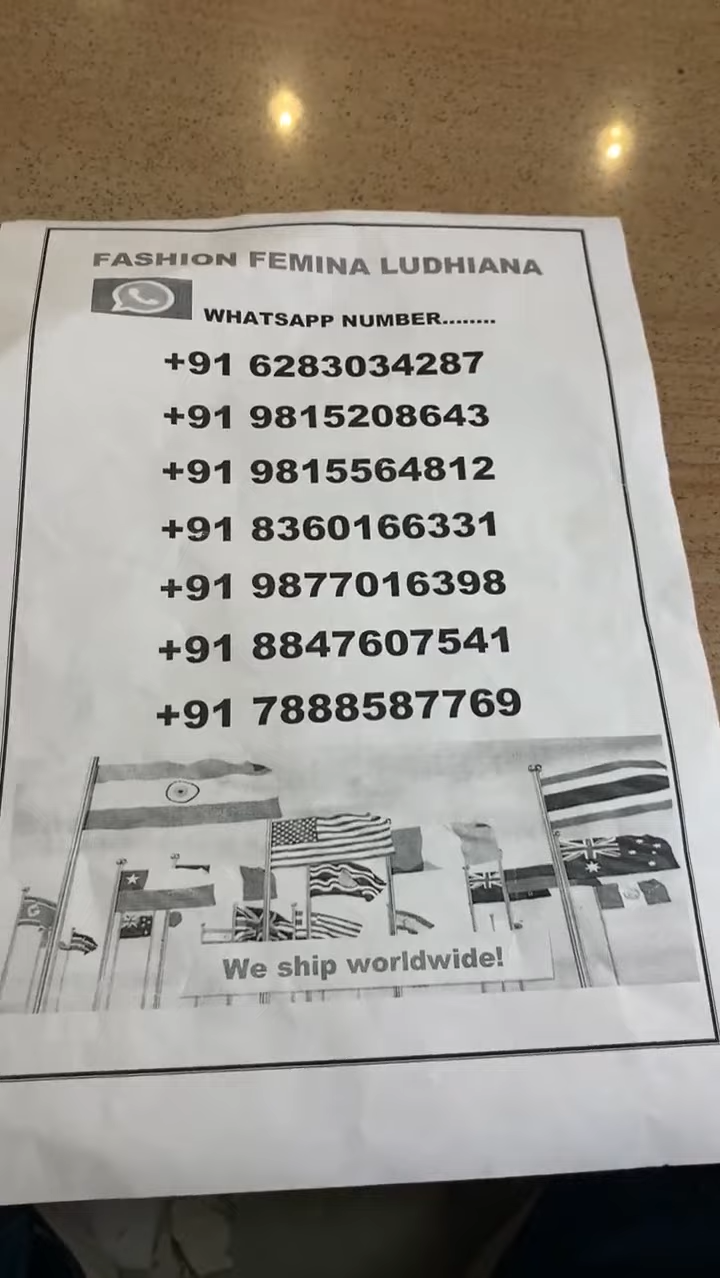 FASHION FEMINA LUDHIANA
WHATSAPP NUMBER........
+91 6283034287
+91 9815208643
+91 9815564812
+91 8360166331
+91 9877016398
+91 8847607541
+91 7888587769
We ship worldwide!